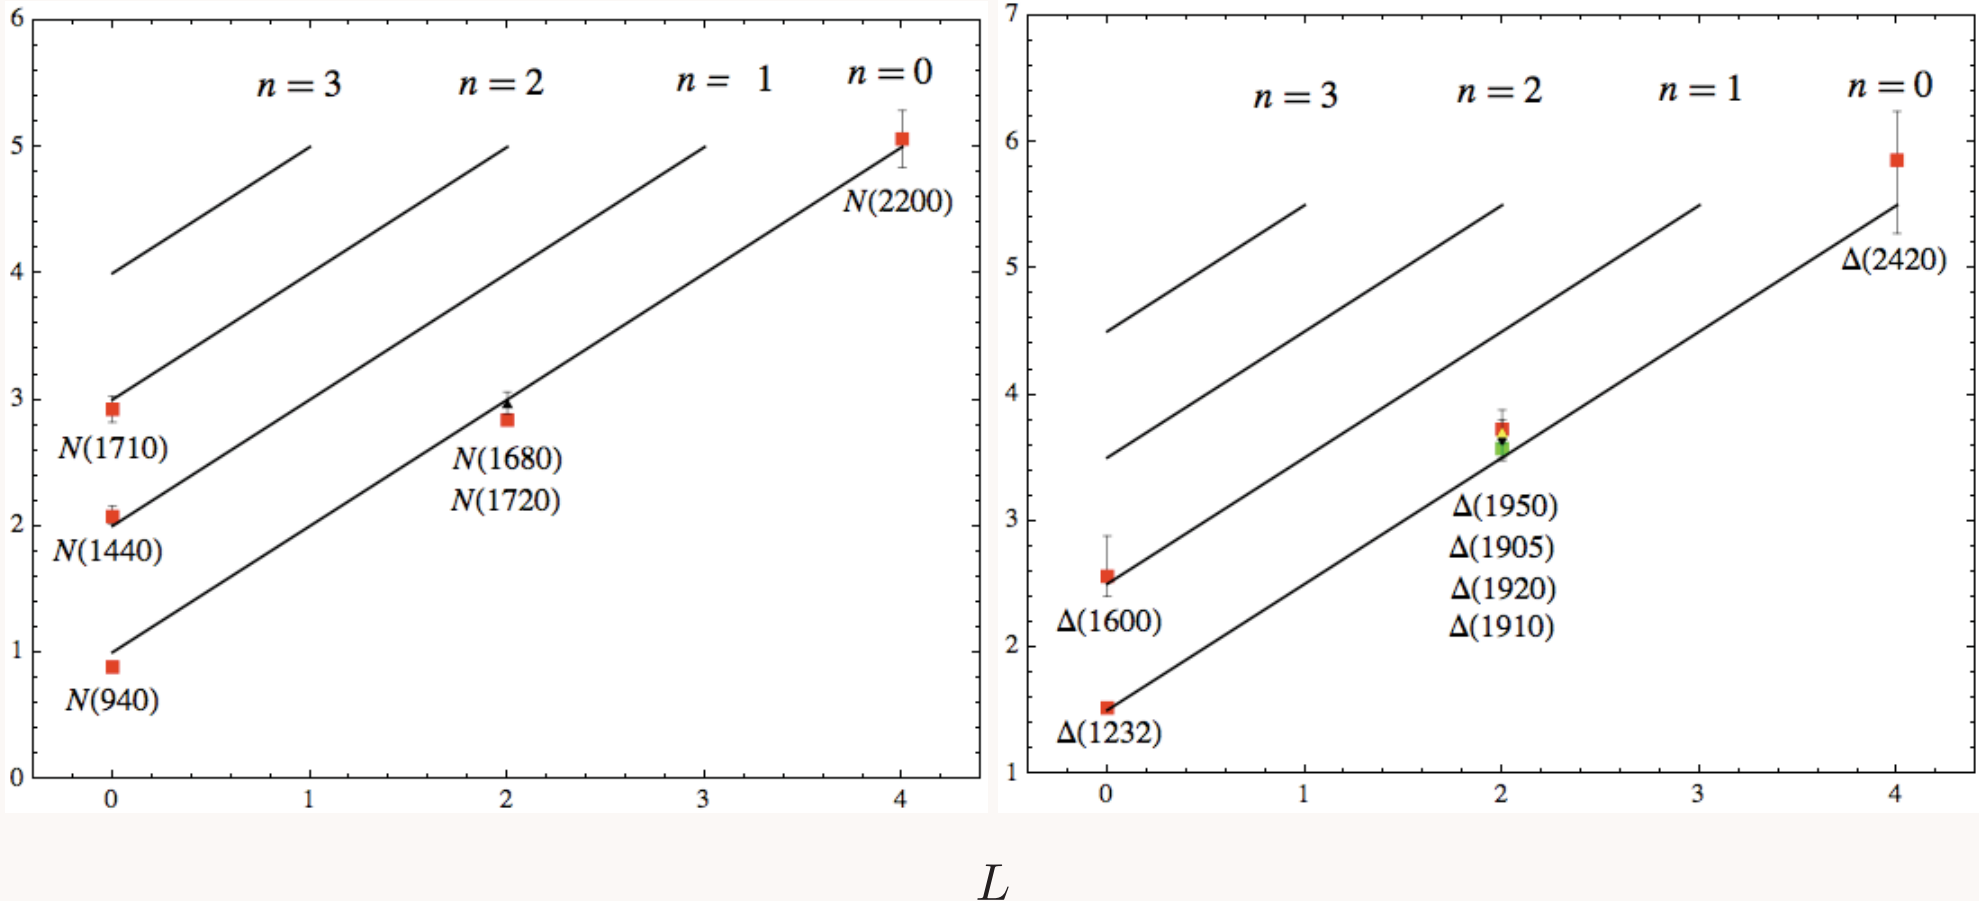 6
5
4
3
2
1
0
0 1 2 3 4
n = 3 n = 2 n = 1 n = 0
N(2200)
N(1710)
N(1680)
N(1720)
N(1440)
N(940)
7
6
5
4
3
2
1
0 1 2 3 4
n = 3 n = 2 n = 1 n = 0
Δ(2420)
Δ(1950)
Δ(1905)
Δ(1920)
Δ(1910)
Δ(1600)
Δ(1232)
L